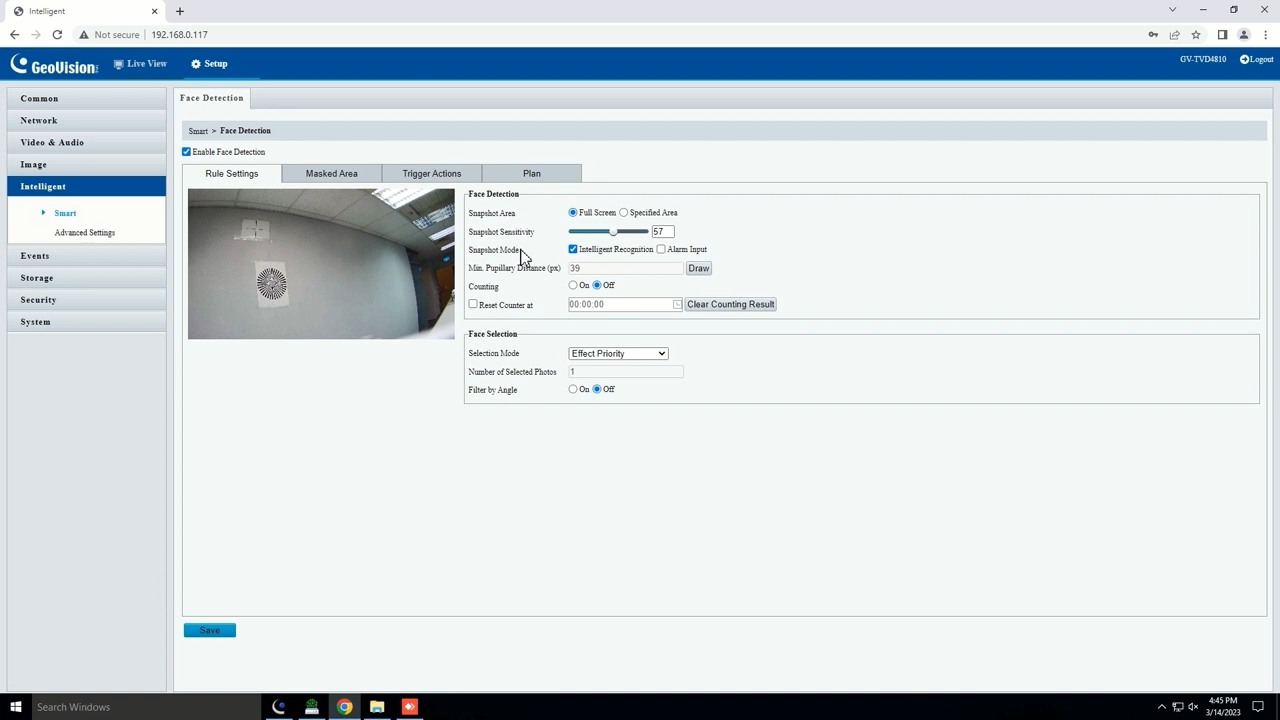 Intelligent
Not secure 192.168.0.117
GeoVision Live View Setup GV-TVD4810 Logout
Common
Network
Video & Audio
Image
Intelligent
Smart
Advanced Settings
Events
Storage
Security
System
Face Detection
Smart > Face Detection
Enable Face Detection
Rule Settings Masked Area Trigger Actions Plan
Face Detection
Snapshot Area Full Screen Specified Area
Snapshot Sensitivity 57
Snapshot Mode Intelligent Recognition Alarm Input
Min. Pupillary Distance (px) 39 Draw
Counting On Off
Reset Counter at 00:00:00 Clear Counting Result
Face Selection
Selection Mode Effect Priority
Number of Selected Photos 1
Filter by Angle On Off
Save
Search Windows
4:45 PM
3/14/2023